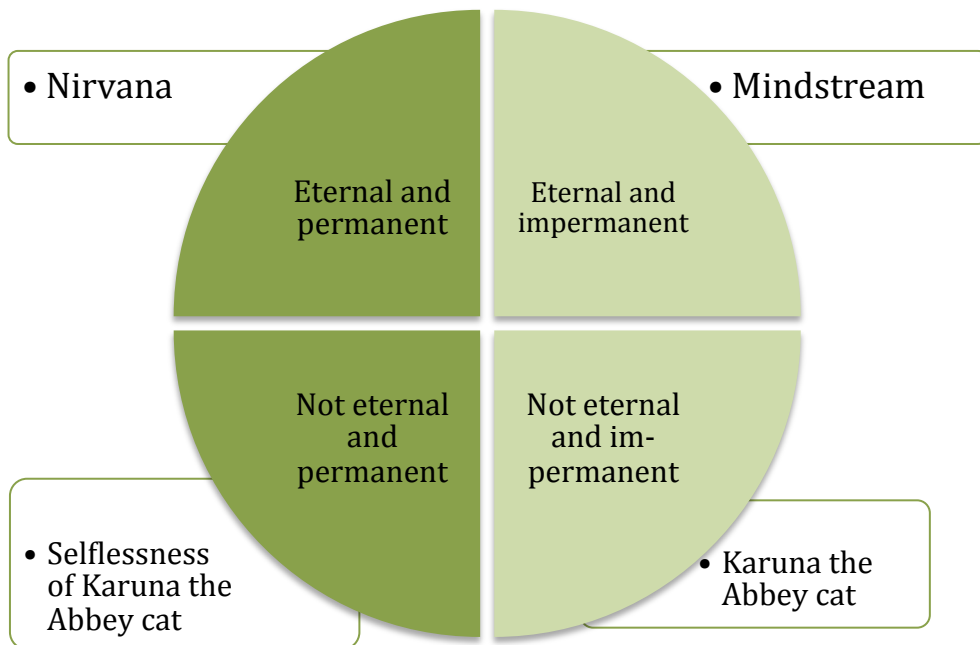 • Nirvana
• Mindstream
Eternal and
permanent
Eternal and
impermanent
Not eternal
and
permanent
Not eternal
and im-
permanent
• Selflessness
of Karuna the
Abbey cat
• Karuna the
Abbey cat